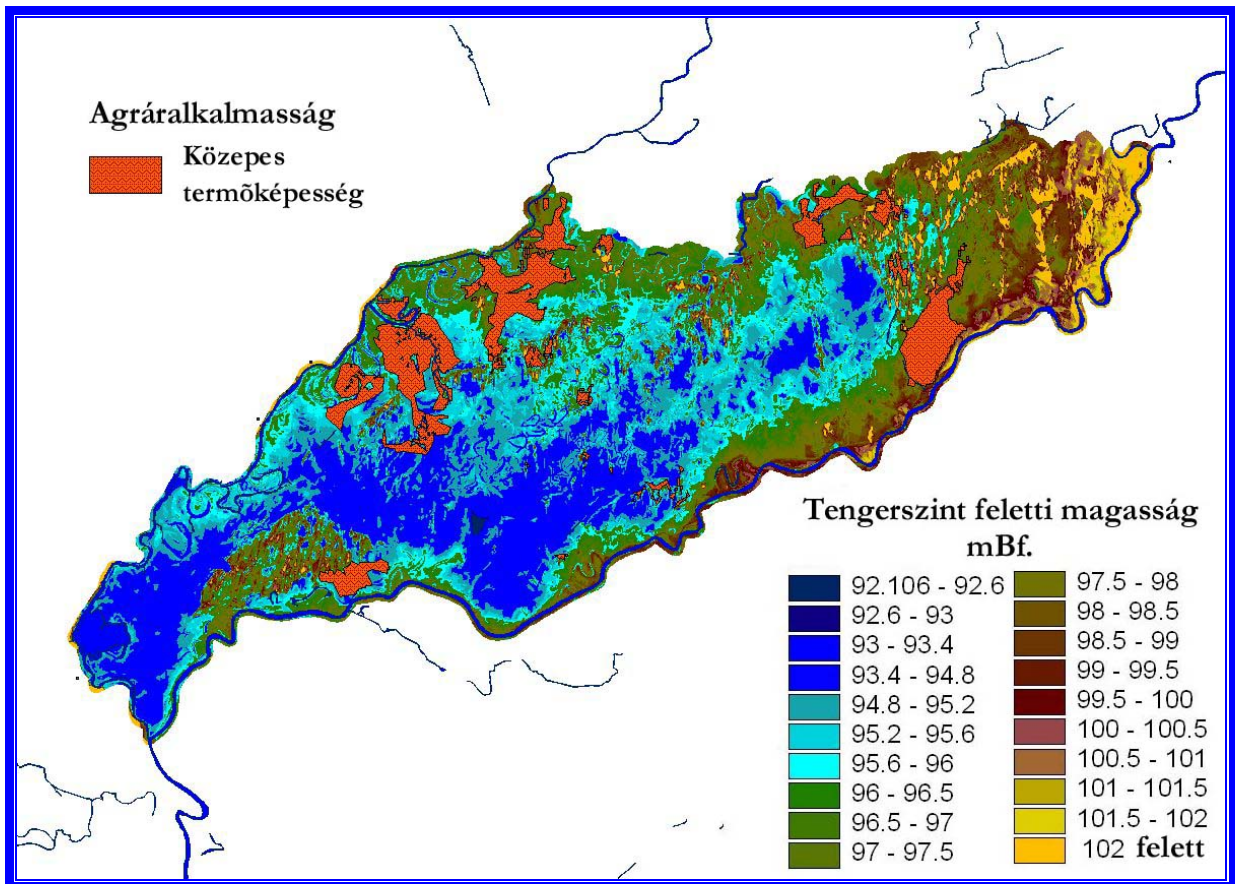 Agráralkalmasság
Közepes
termõképesség
Tengerszint feletti magasság
mBf.
92.106 - 92.6
92.6 - 93
93 - 93.4
93.4 - 94.8
94.8 - 95.2
95.2 - 95.6
95.6 - 96
96 - 96.5
96.5 - 97
97 - 97.5
97.5 - 98
98 - 98.5
98.5 - 99
99 - 99.5
99.5 - 100
100 - 100.5
100.5 - 101
101 - 101.5
101.5 - 102
102 felett